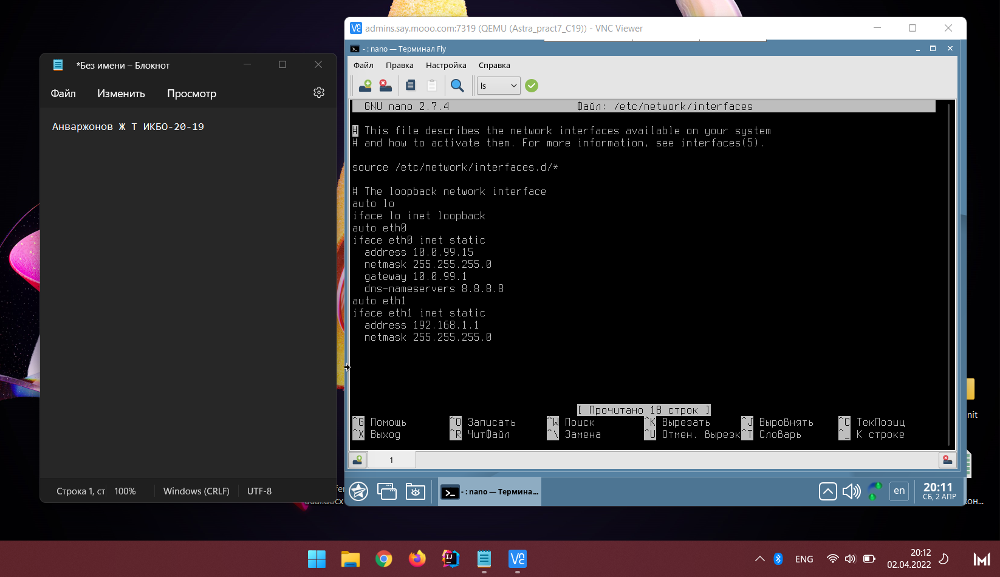 admins.say.mooo.com:7319 (QEMU (Astra_pract7_C19)) - VNC Viewer
- : nano — Терминал Fly
Файл Правка Настройка Справка
ls
GNU nano 2.7.4 Файл: /etc/network/interfaces
# This file describes the network interfaces available on your system
# and how to activate them. For more information, see interfaces(5).
source /etc/network/interfaces.d/*
# The loopback network interface
auto lo
iface lo inet loopback
auto eth0
iface eth0 inet static
address 10.0.99.15
netmask 255.255.255.0
gateway 10.0.99.1
dns-nameservers 8.8.8.8
auto eth1
iface eth1 inet static
address 192.168.1.1
netmask 255.255.255.0
[ Прочитано 18 строк ]
^G Помощь ^O Записать ^W Поиск ^K Вырезать ^J Выровнять ^C ТекПозиц
^X Выход ^R ЧитФайл ^\ Замена ^U Отмен. вырезк ^T Словарь ^_ К строке
1
- : nano — Термина...
en
20:11
СБ, 2 АПР
*Без имени – Блокнот
Файл Изменить Просмотр
Анваржонов Ж Т ИКБО-20-19
Строка 1, ст 100% Windows (CRLF) UTF-8
nit
он...
ENG
20:12
02.04.2022